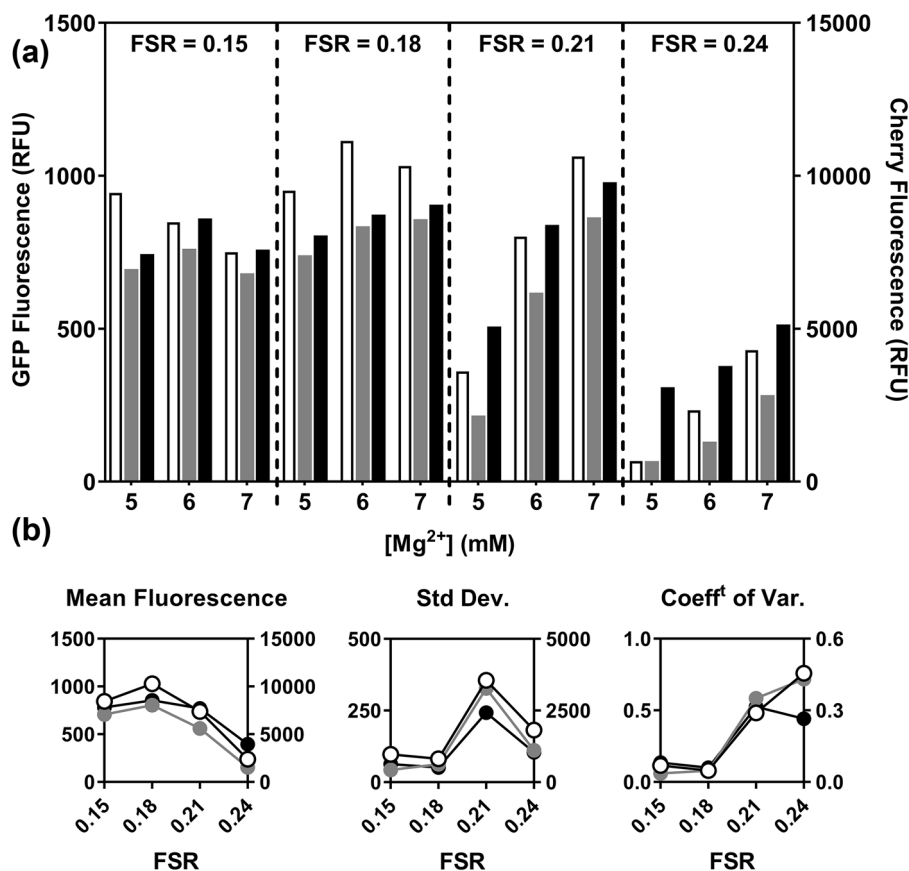 (a)
FSR = 0.15 FSR = 0.18 FSR = 0.21 FSR = 0.24
GFP Fluorescence (RFU)
1500
1000
500
0
Cherry Fluorescence (RFU)
15000
10000
5000
0
5 6 7 5 6 7 5 6 7 5 6 7
[Mg²⁺] (mM)
(b)
Mean Fluorescence
1500
1000
500
0
15000
10000
5000
0
0.15 0.18 0.21 0.24
FSR
Std Dev.
500
250
0
5000
2500
0
0.15 0.18 0.21 0.24
FSR
Coeffᵗ of Var.
1.0
0.5
0.0
0.6
0.3
0.0
0.15 0.18 0.21 0.24
FSR